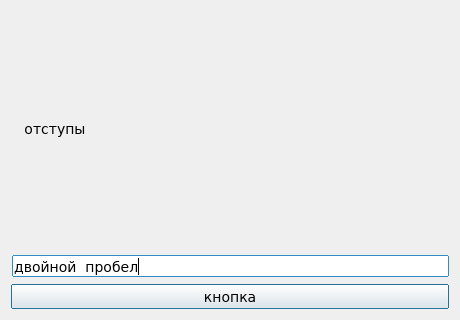 отступы
двойной  пробел
кнопка